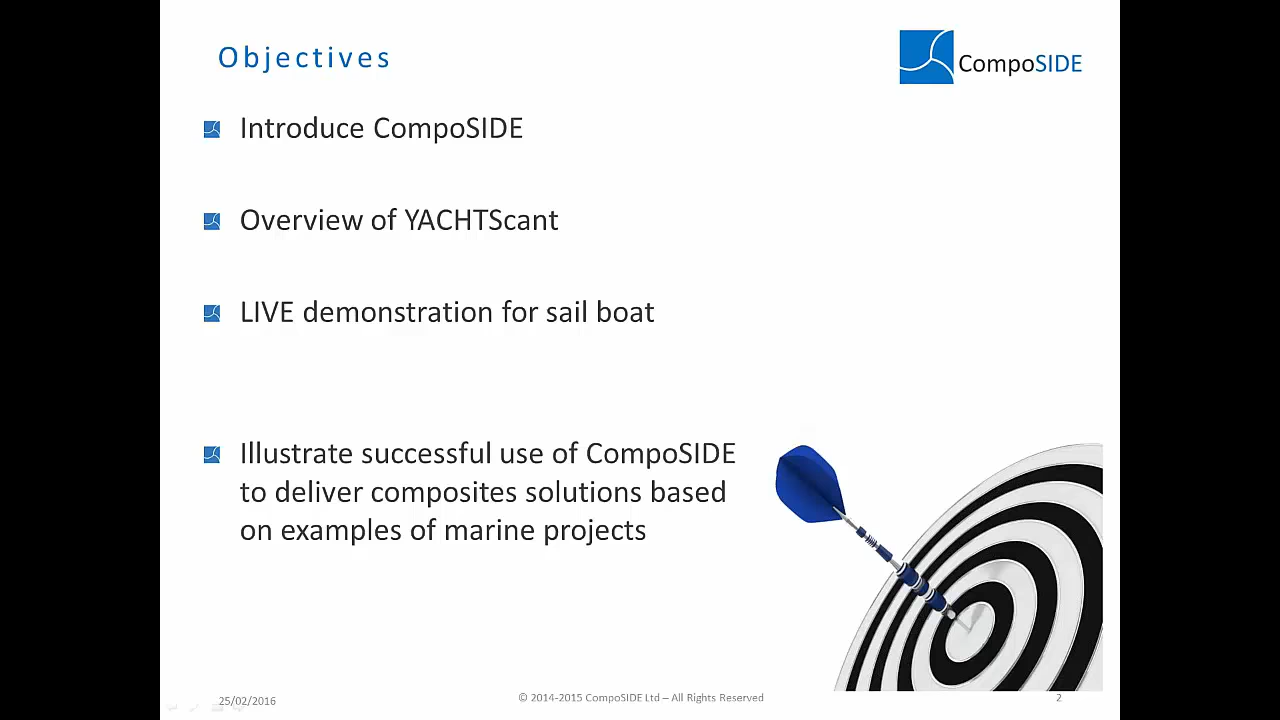 Objectives
CompoSIDE
Introduce CompoSIDE
Overview of YACHTScant
LIVE demonstration for sail boat
Illustrate successful use of CompoSIDE
to deliver composites solutions based
on examples of marine projects
25/02/2016
© 2014-2015 CompoSIDE Ltd – All Rights Reserved
2